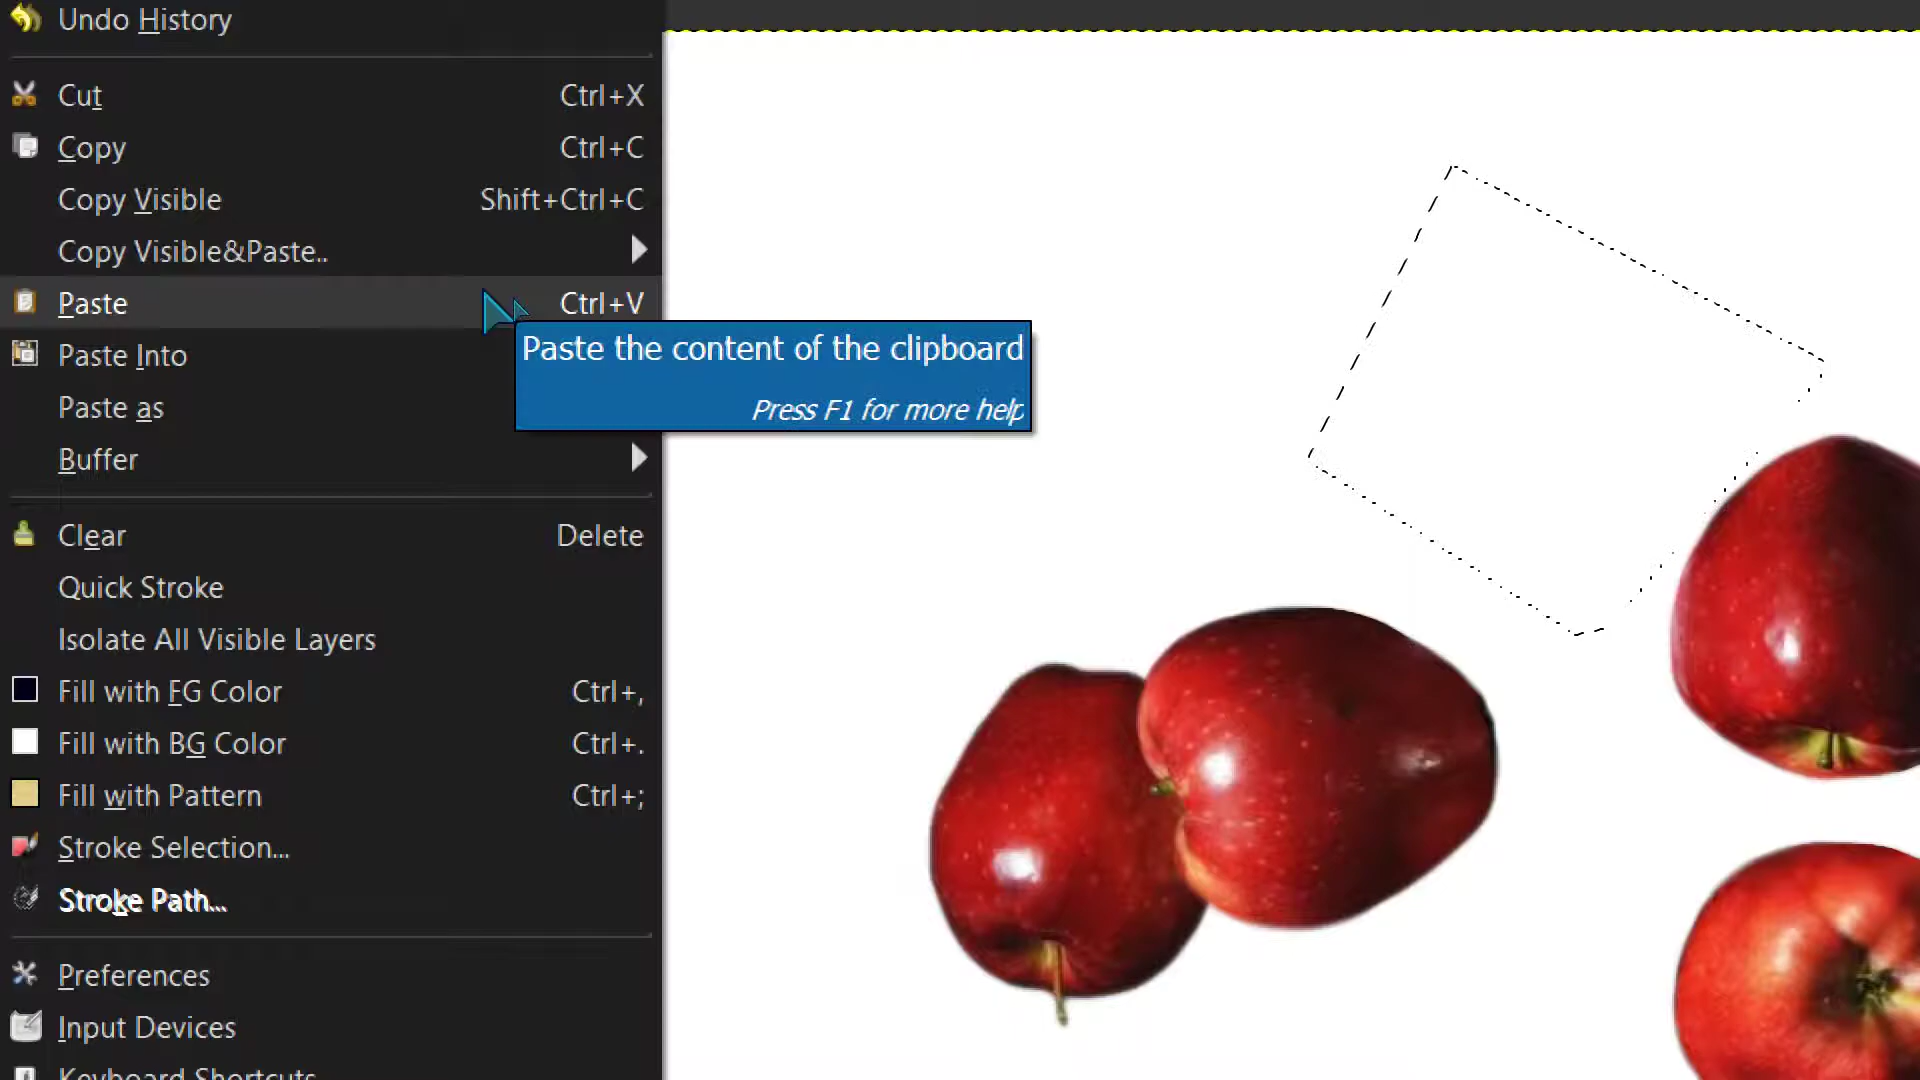 Undo History
Cut Ctrl+X
Copy Ctrl+C
Copy Visible Shift+Ctrl+C
Copy Visible&Paste..
Paste Ctrl+V
Paste the content of the clipboard
Press F1 for more help
Paste Into
Paste as
Buffer
Clear Delete
Quick Stroke
Isolate All Visible Layers
Fill with FG Color Ctrl+,
Fill with BG Color Ctrl+.
Fill with Pattern Ctrl+;
Stroke Selection...
Stroke Path...
Preferences
Input Devices
Keyboard Shortcuts